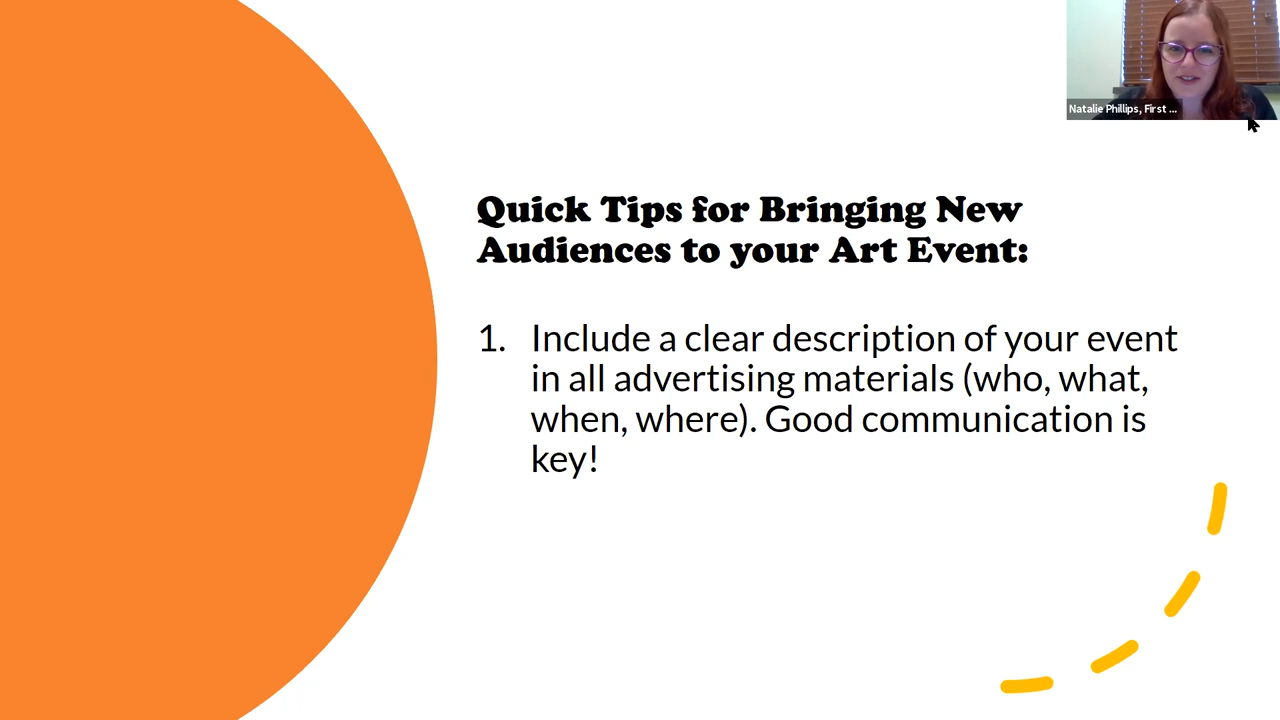 Natalie Phillips, First ...
Quick Tips for Bringing New
Audiences to your Art Event:
1. Include a clear description of your event
in all advertising materials (who, what,
when, where). Good communication is
key!